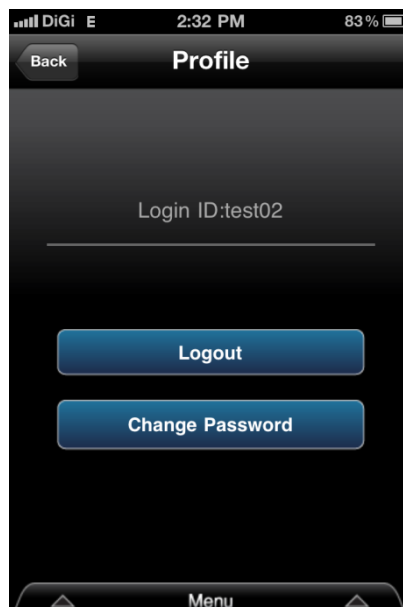 DiGi E 2:32 PM 83%
Back Profile
Login ID:test02
Logout
Change Password
Menu